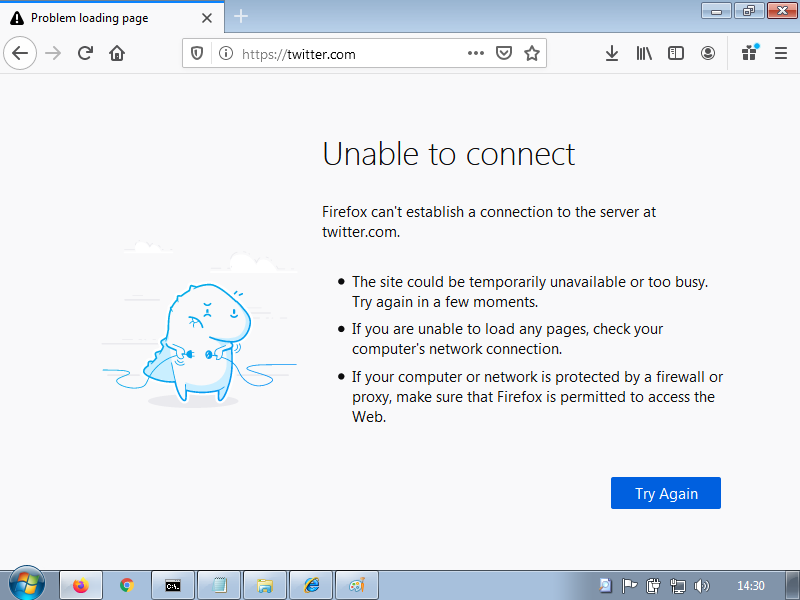 Problem loading page
https://twitter.com
Unable to connect
Firefox can't establish a connection to the server at
twitter.com.
The site could be temporarily unavailable or too busy.
Try again in a few moments.
If you are unable to load any pages, check your
computer's network connection.
If your computer or network is protected by a firewall or
proxy, make sure that Firefox is permitted to access the
Web.
Try Again
C:\.
14:30